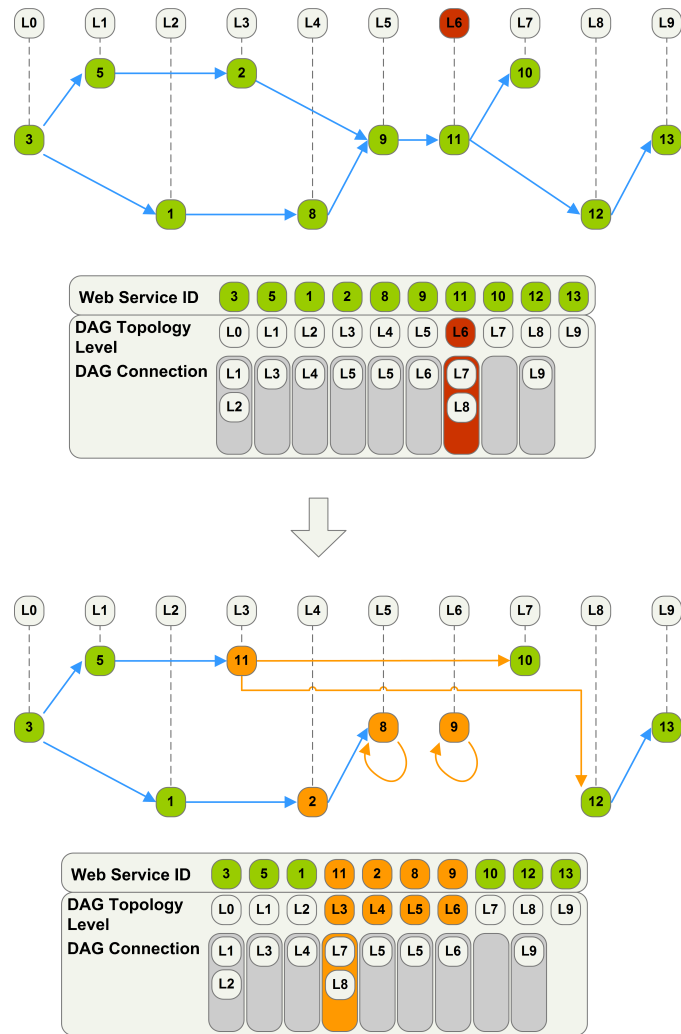 L0 L1 L2 L3 L4 L5 L6 L7 L8 L9
5 2 10
3 9 11 13
1 8 12
Web Service ID 3 5 1 2 8 9 11 10 12 13
DAG Topology Level L0 L1 L2 L3 L4 L5 L6 L7 L8 L9
DAG Connection L1 L3 L4 L5 L5 L6 L7 L9
L2 L8
L0 L1 L2 L3 L4 L5 L6 L7 L8 L9
5 11 10
3 8 9 13
1 2 12
Web Service ID 3 5 1 11 2 8 9 10 12 13
DAG Topology Level L0 L1 L2 L3 L4 L5 L6 L7 L8 L9
DAG Connection L1 L3 L4 L7 L5 L5 L6 L9
L2 L8